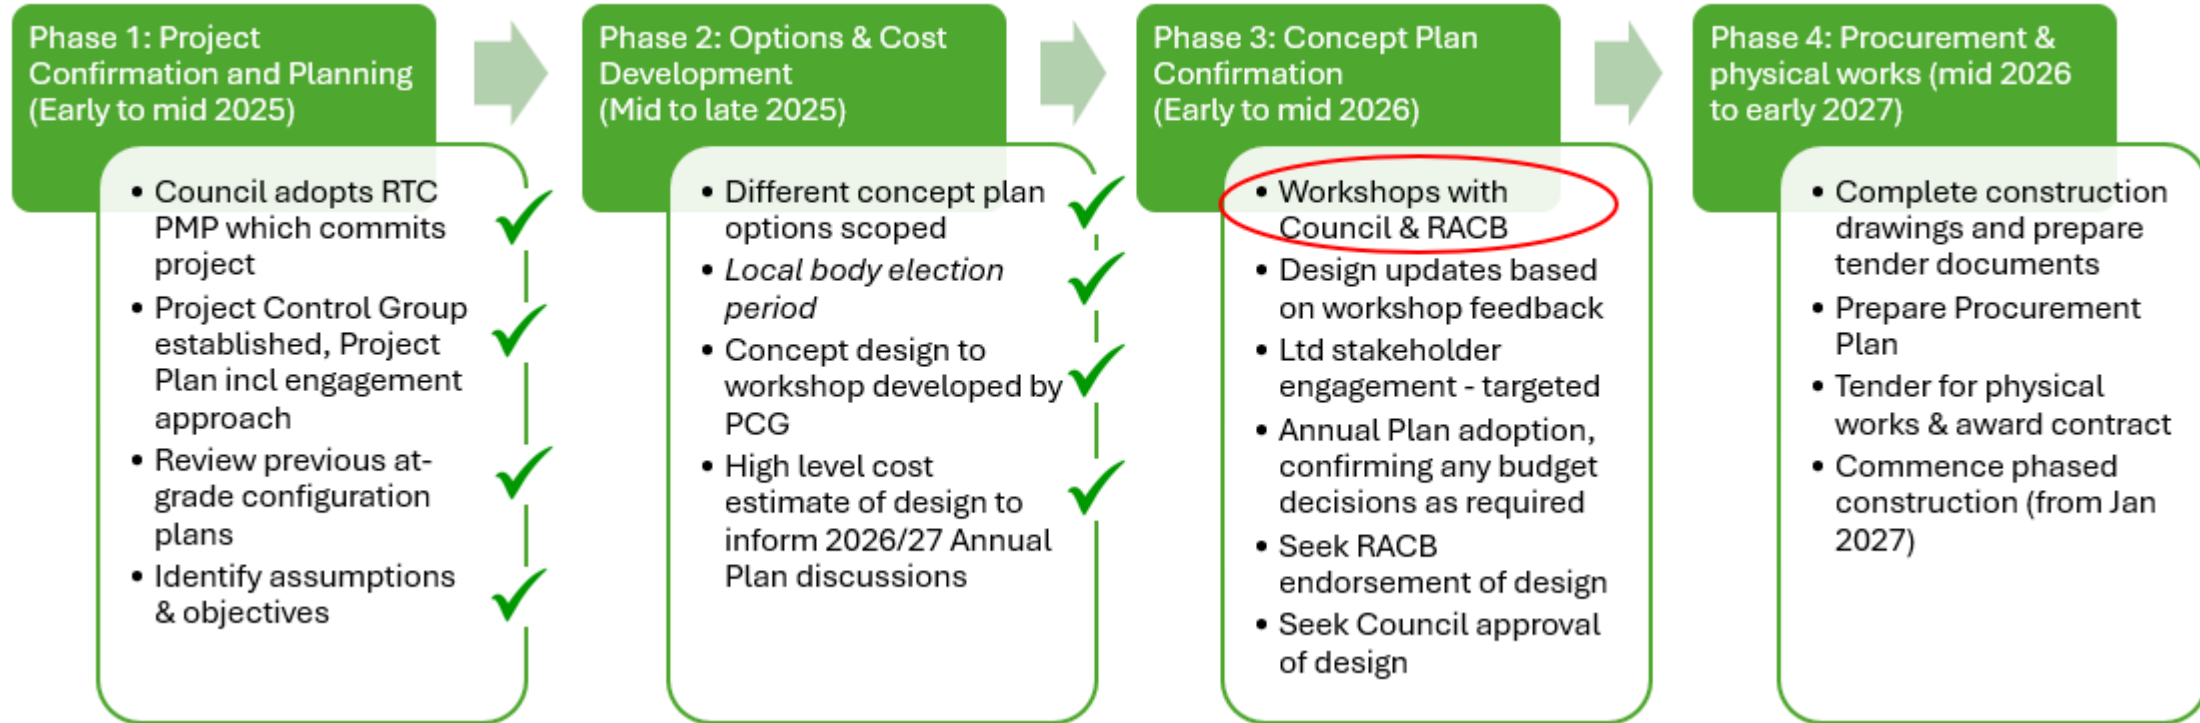 Phase 1: Project
Confirmation and Planning
(Early to mid 2025)
• Council adopts RTC
PMP which commits
project
• Project Control Group
established, Project
Plan incl engagement
approach
• Review previous at-
grade configuration
plans
• Identify assumptions
& objectives
Phase 2: Options & Cost
Development
(Mid to late 2025)
• Different concept plan
options scoped
• Local body election
period
• Concept design to
workshop developed by
PCG
• High level cost
estimate of design to
inform 2026/27 Annual
Plan discussions
Phase 3: Concept Plan
Confirmation
(Early to mid 2026)
• Workshops with
Council & RACB
• Design updates based
on workshop feedback
• Ltd stakeholder
engagement - targeted
• Annual Plan adoption,
confirming any budget
decisions as required
• Seek RACB
endorsement of design
• Seek Council approval
of design
Phase 4: Procurement &
physical works (mid 2026
to early 2027)
• Complete construction
drawings and prepare
tender documents
• Prepare Procurement
Plan
• Tender for physical
works & award contract
• Commence phased
construction (from Jan
2027)